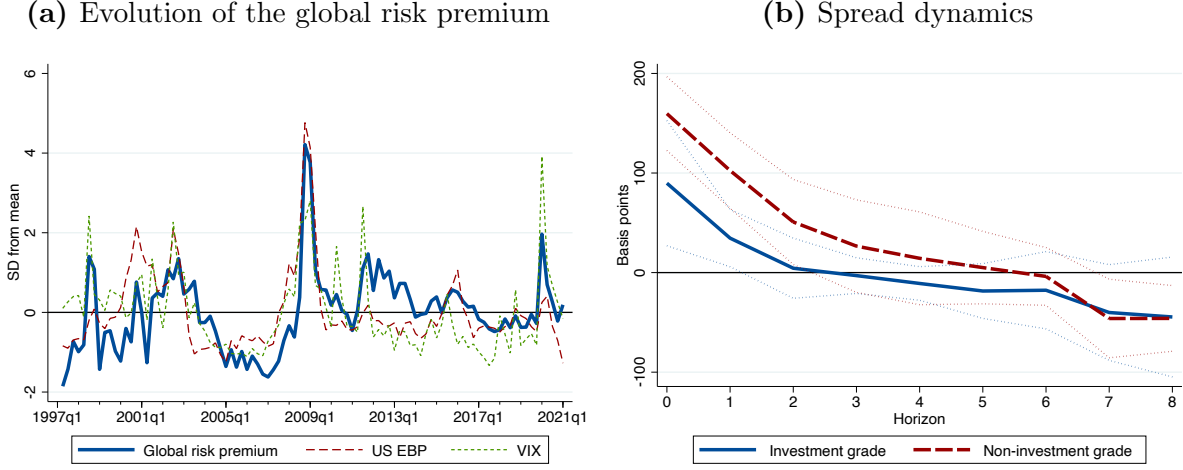 (a) Evolution of the global risk premium
SD from mean
6
4
2
0
-2
1997q1 2001q1 2005q1 2009q1 2013q1 2017q1 2021q1
Global risk premium US EBP VIX
(b) Spread dynamics
Basis points
200
100
0
-100
0 1 2 3 4 5 6 7 8
Horizon
Investment grade Non-investment grade